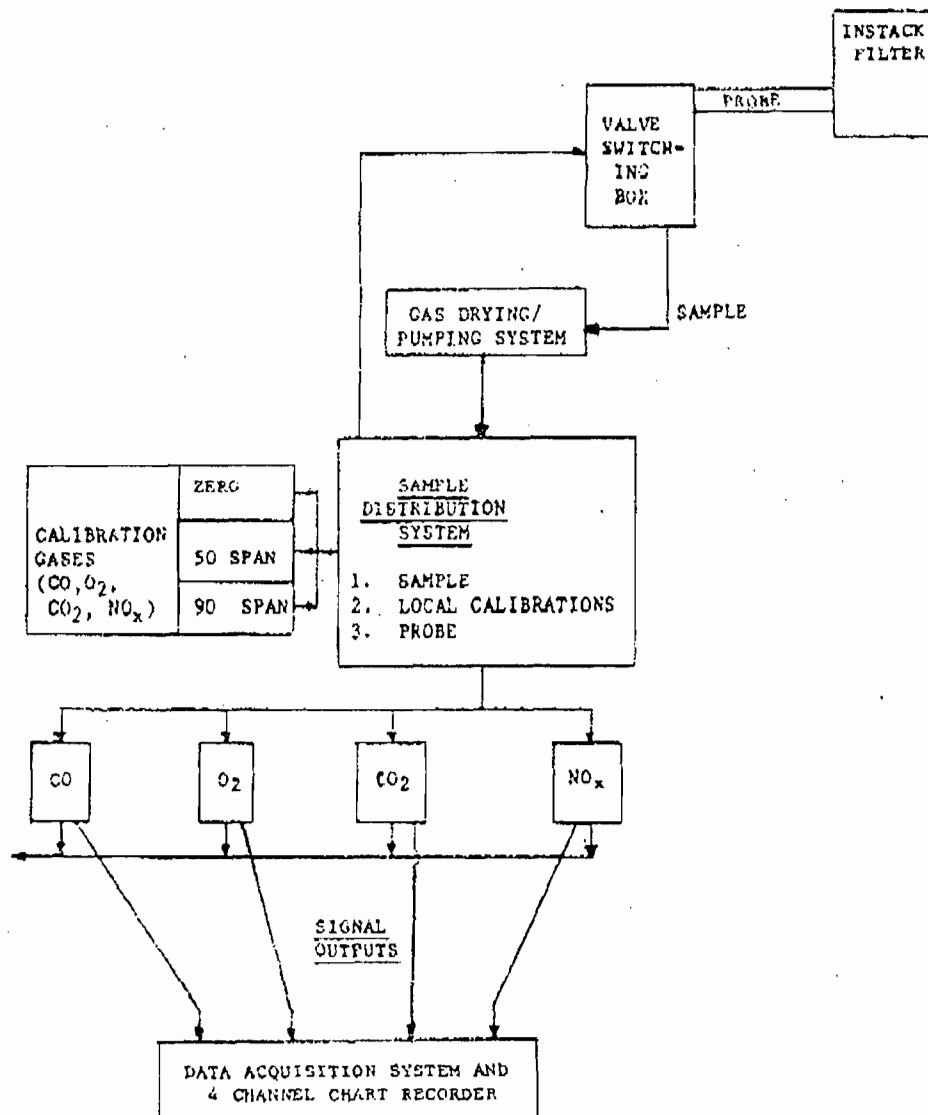 INSTACK
FILTER
PROBE
VALVE
SWITCH-
ING
BOX
SAMPLE
GAS DRYING/
PUMPING SYSTEM
SAMPLE
DISTRIBUTION
SYSTEM
1. SAMPLE
2. LOCAL CALIBRATIONS
3. PROBE
CALIBRATION
GASES
(CO, O₂,
CO₂, NOₓ)
ZERO
50 SPAN
90 SPAN
CO
O₂
CO₂
NOₓ
SIGNAL
OUTPUTS
DATA ACQUISITION SYSTEM AND
4 CHANNEL CHART RECORDER